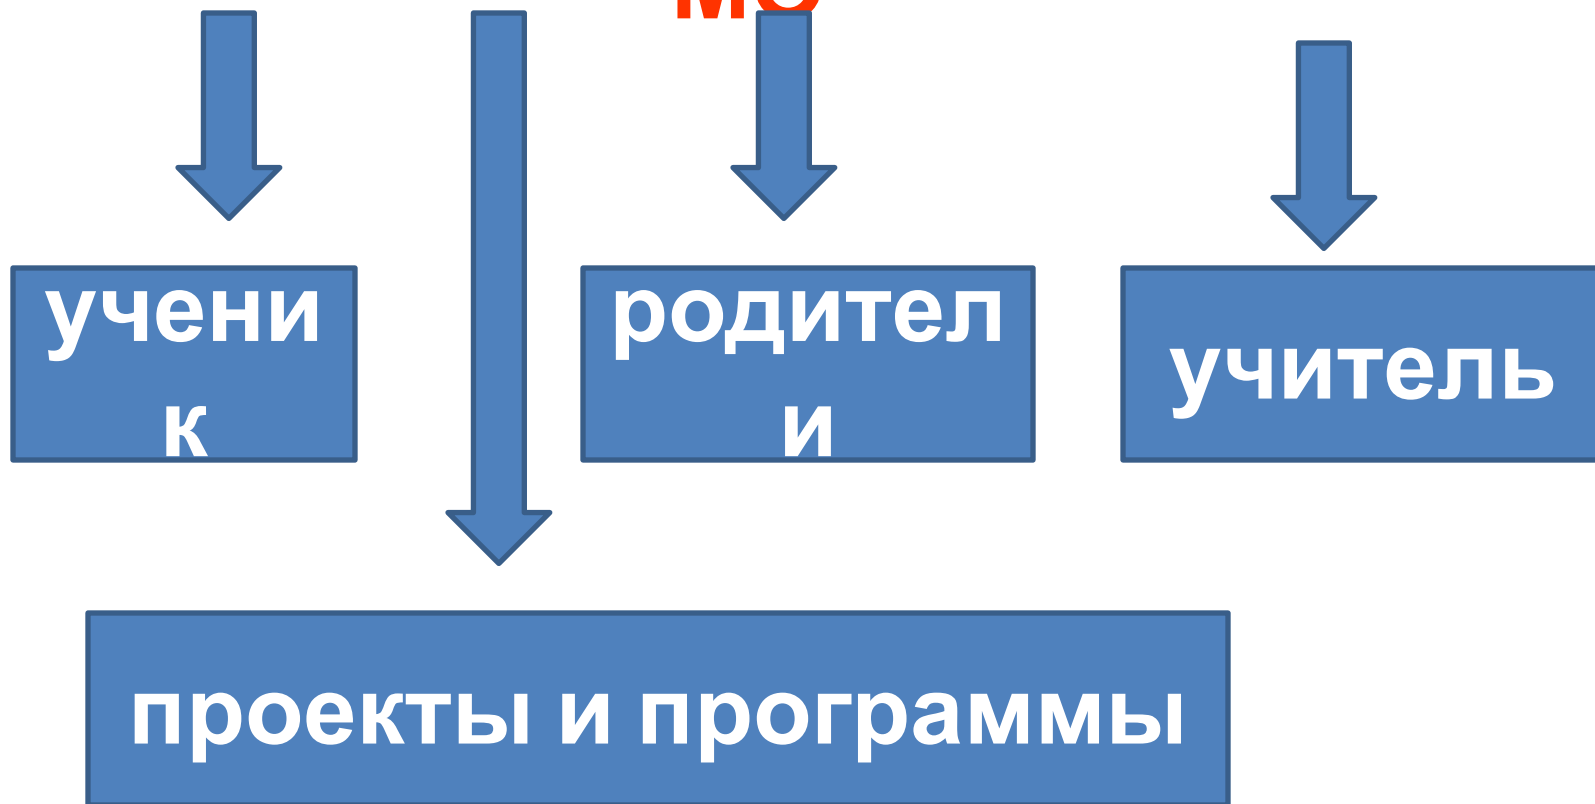 учени
к
родител
и
учитель
проекты и программы